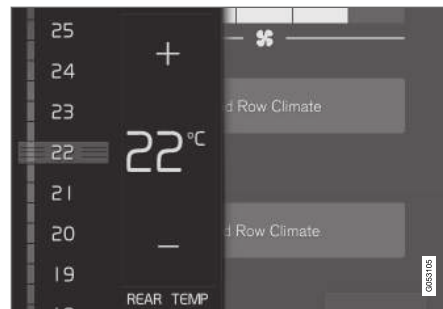 25
24
23
22
21
20
19
+
22°C
−
REAR TEMP
d Row Climate
d Row Climate
G053105